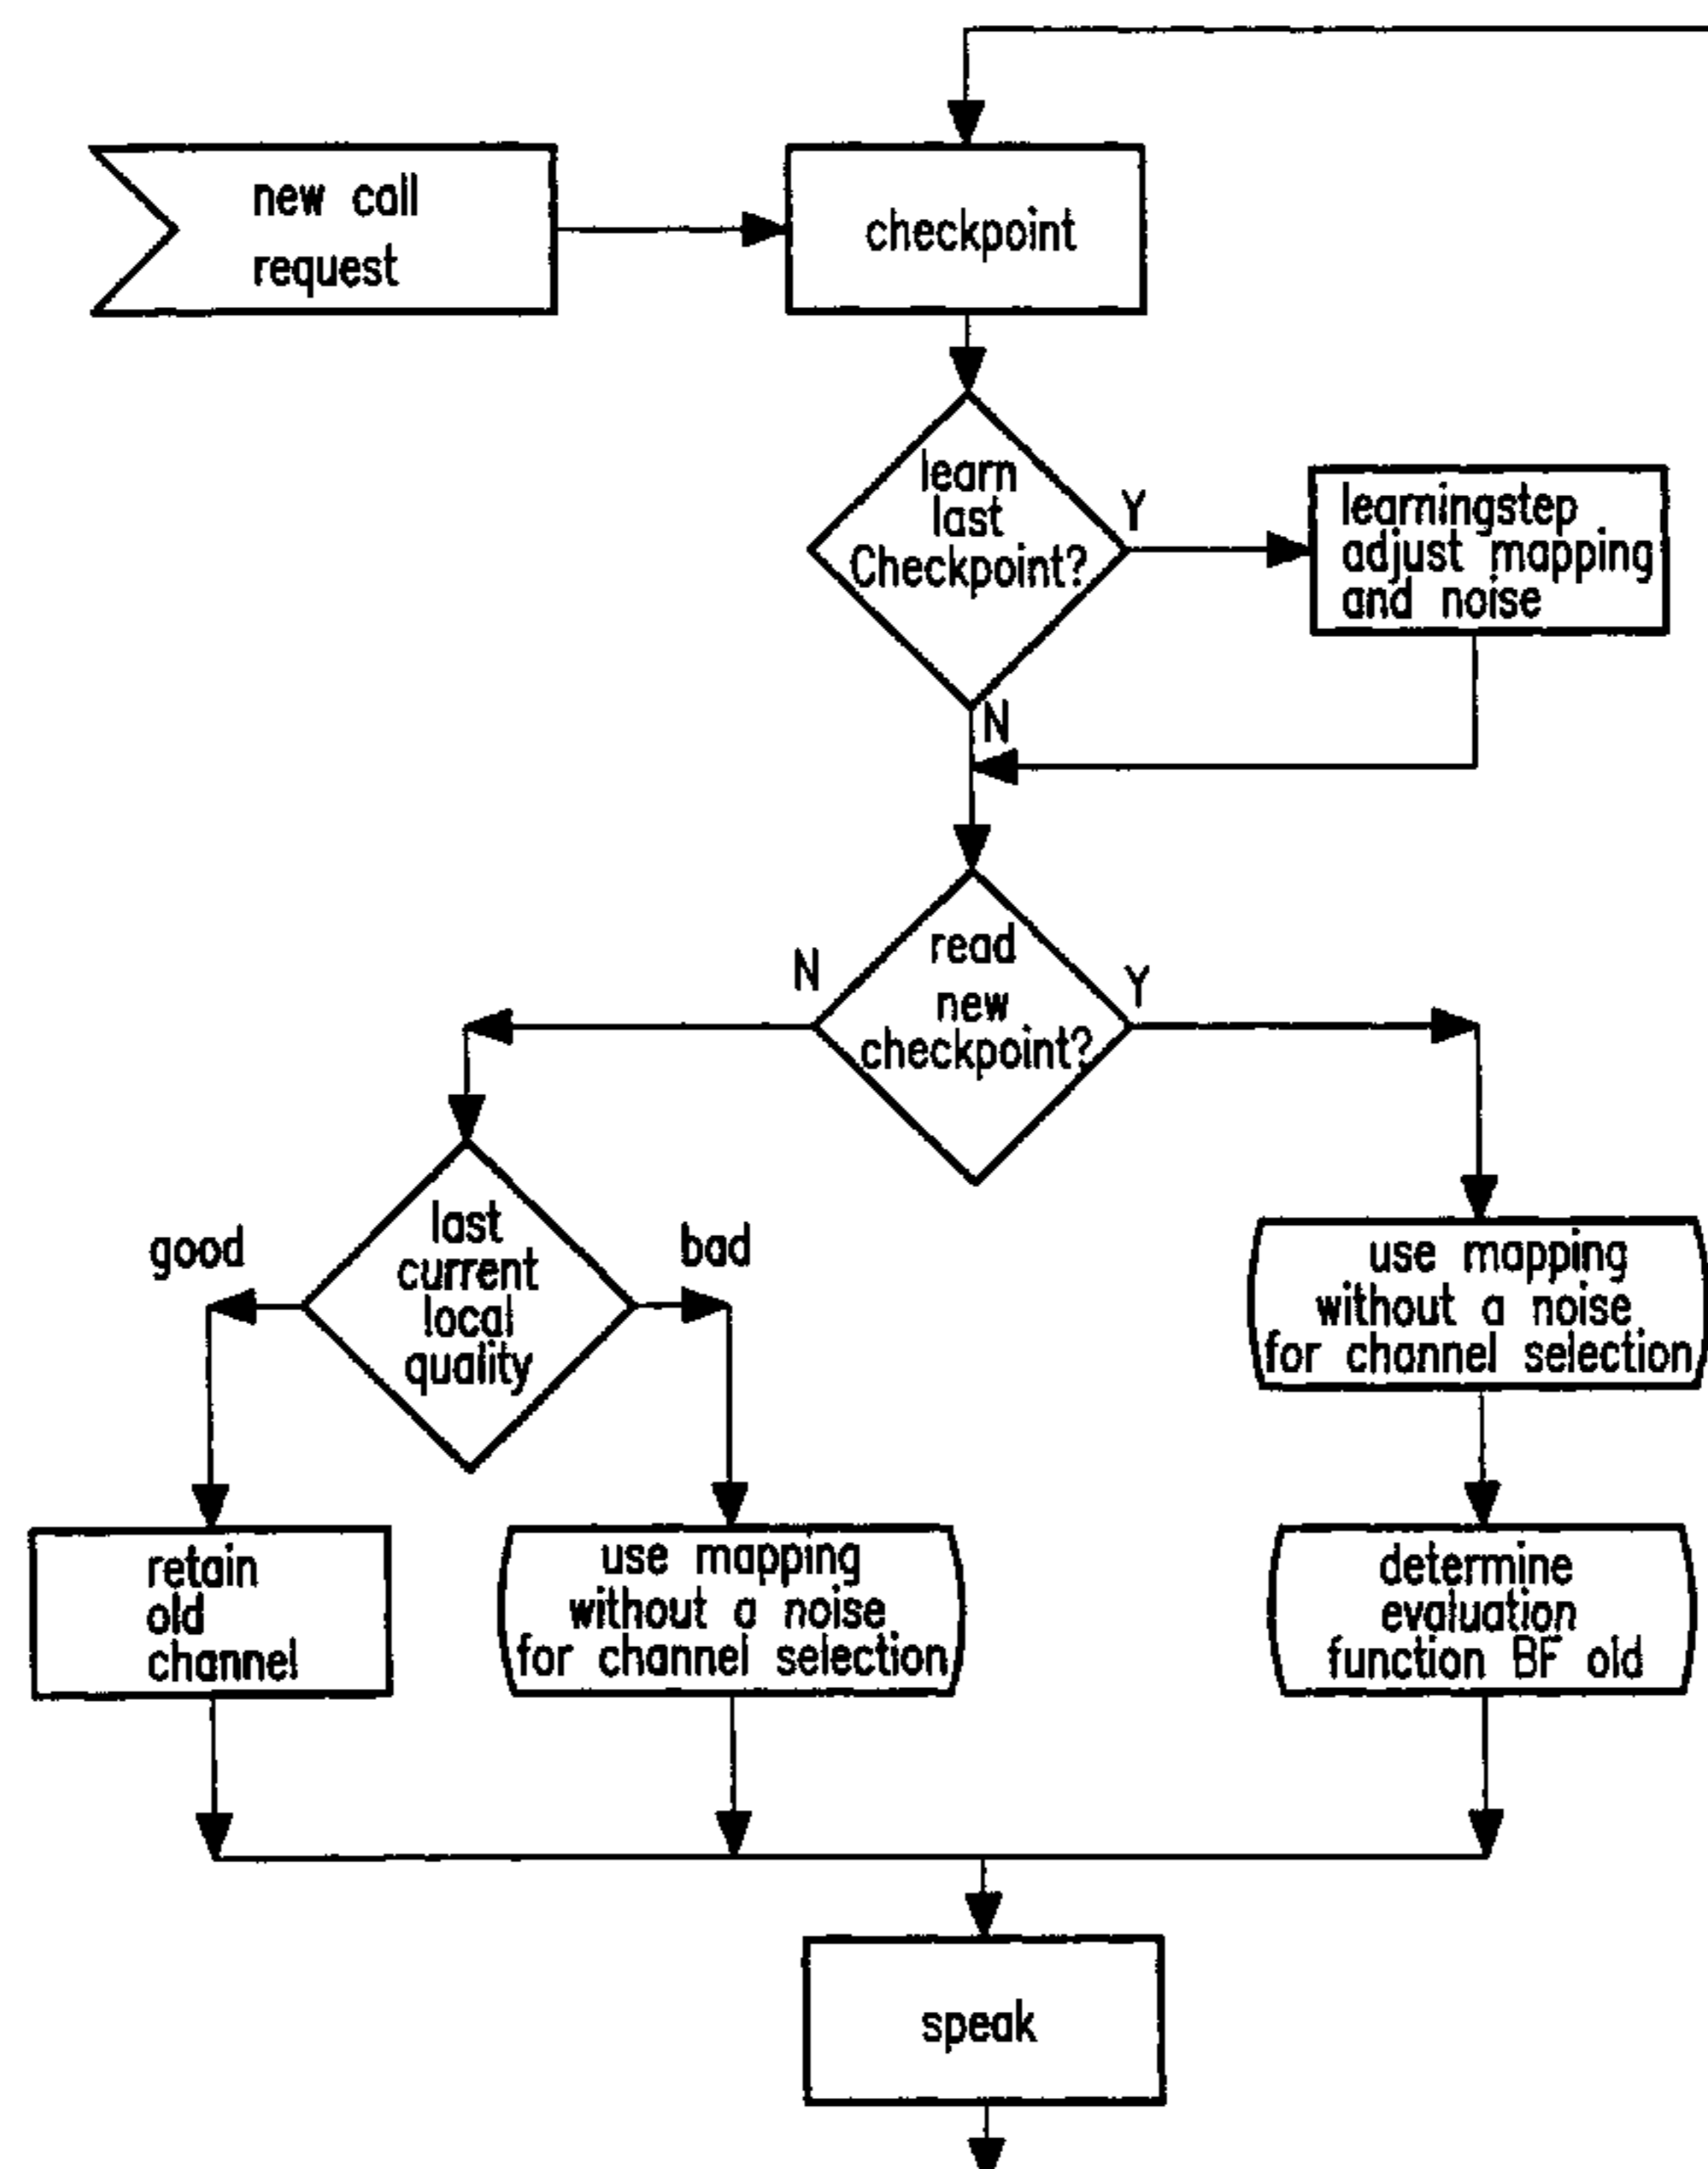 new call
request
checkpoint
learn
last
Checkpoint?
Y
learningstep
adjust mapping
and noise
N
read
new
checkpoint?
N
Y
last
current
local
quality
good
bad
use mapping
without a noise
for channel selection
retain
old
channel
use mapping
without a noise
for channel selection
determine
evaluation
function BF old
speak